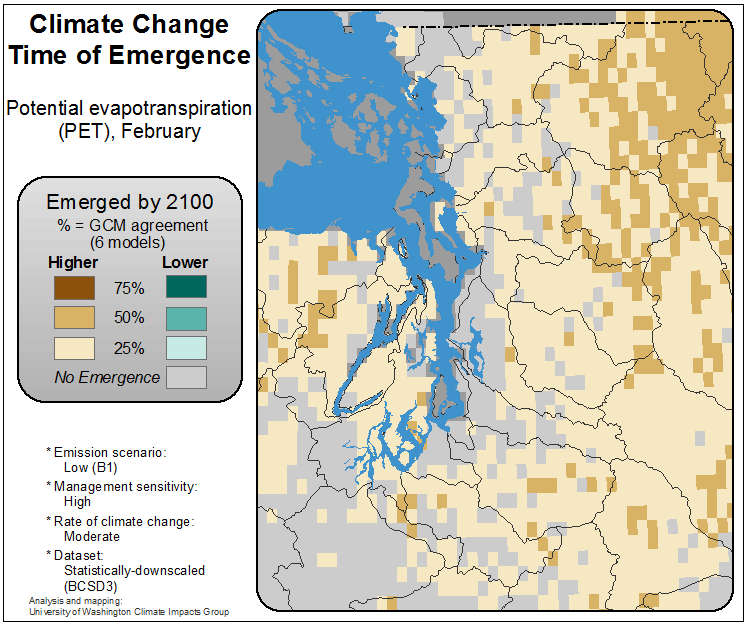 Climate Change
Time of Emergence
Potential evapotranspiration
(PET), February
Emerged by 2100
% = GCM agreement
(6 models)
Higher Lower
75%
50%
25%
No Emergence
* Emission scenario:
Low (B1)
* Management sensitivity:
High
* Rate of climate change:
Moderate
* Dataset:
Statistically-downscaled
(BCSD3)
Analysis and mapping:
University of Washington Climate Impacts Group